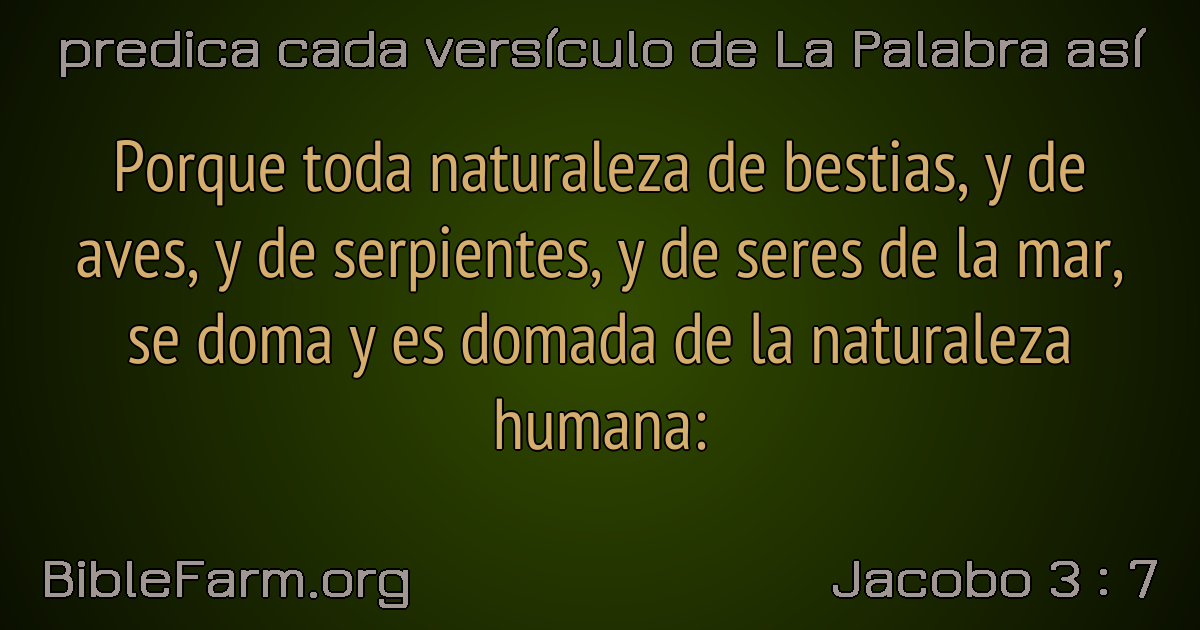 predica cada versículo de La Palabra así
Porque toda naturaleza de bestias, y de
aves, y de serpientes, y de seres de la mar,
se doma y es domada de la naturaleza
humana:
BibleFarm.org
Jacobo 3 : 7